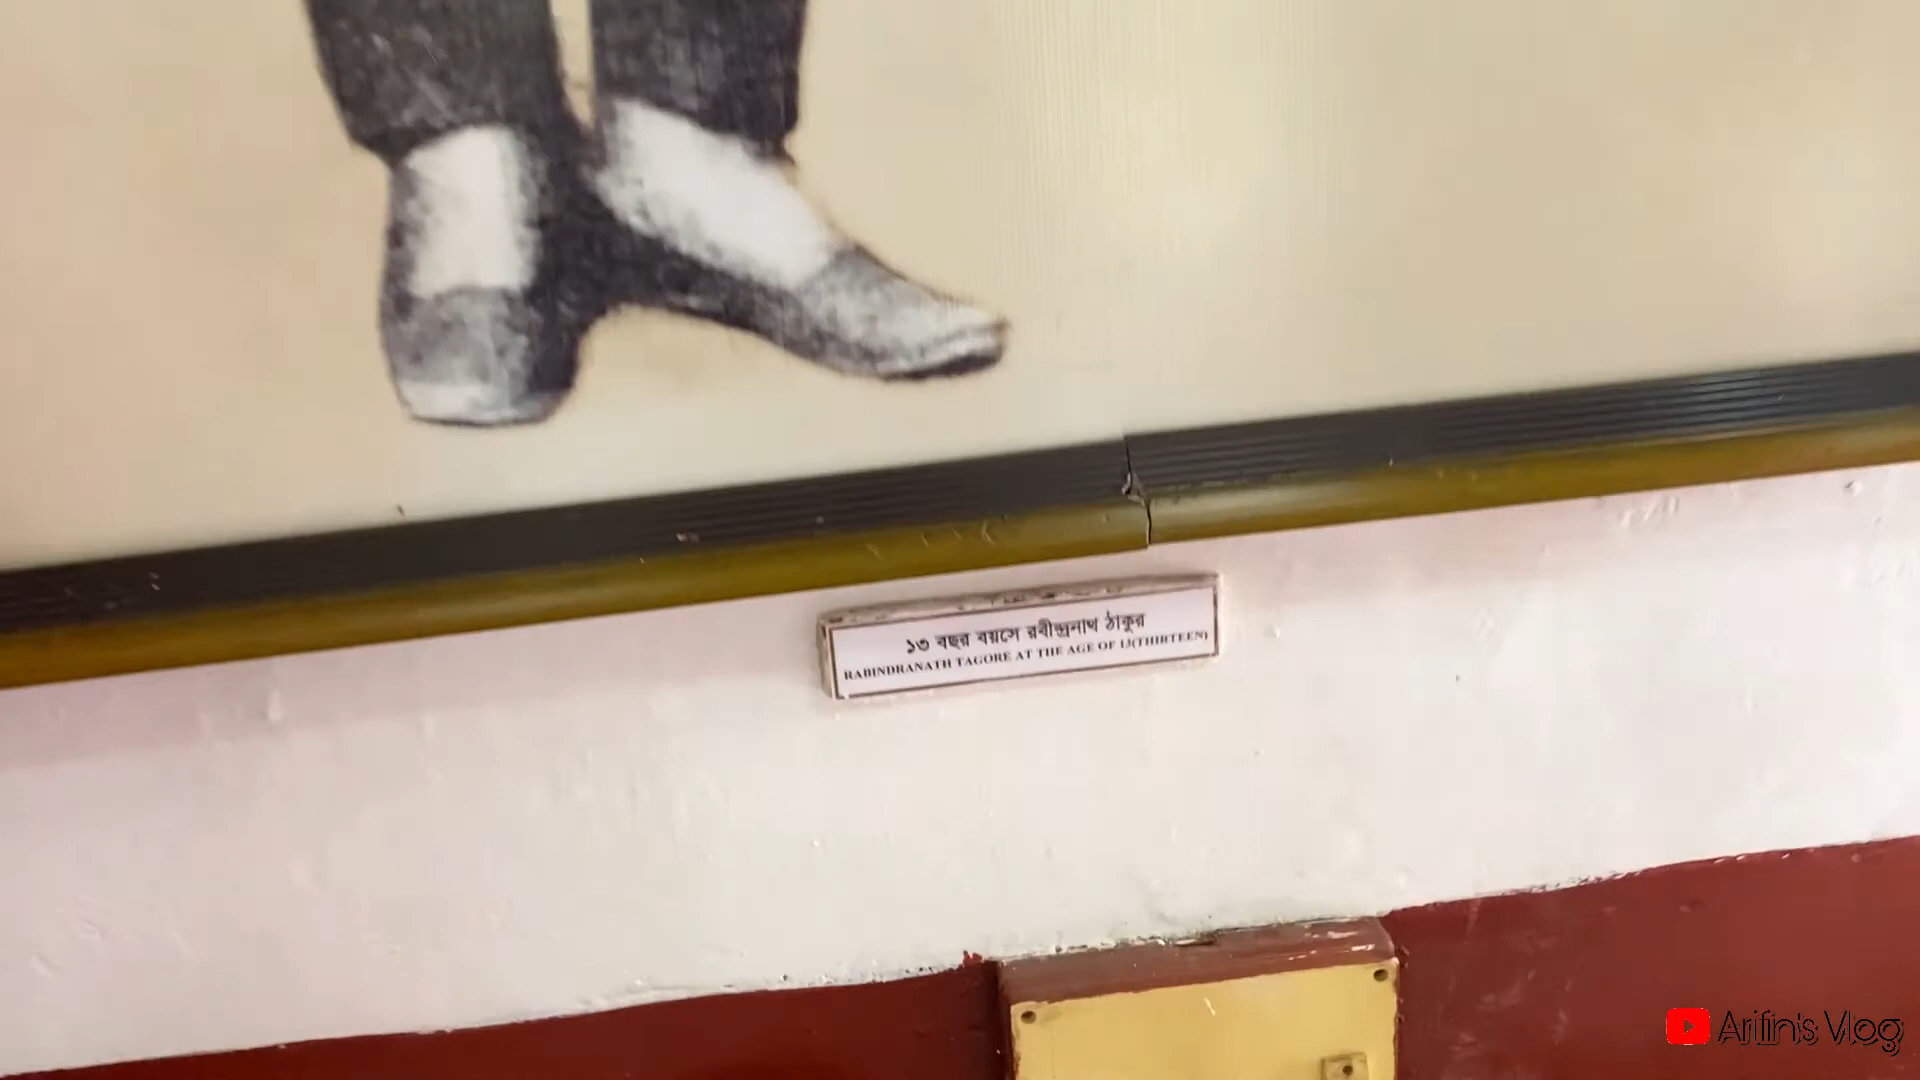 ১৩ বছর বয়সে রবীন্দ্রনাথ ঠাকুর
RABINDRANATH TAGORE AT THE AGE OF 13(THIRTEEN)
Arifin's Vlog